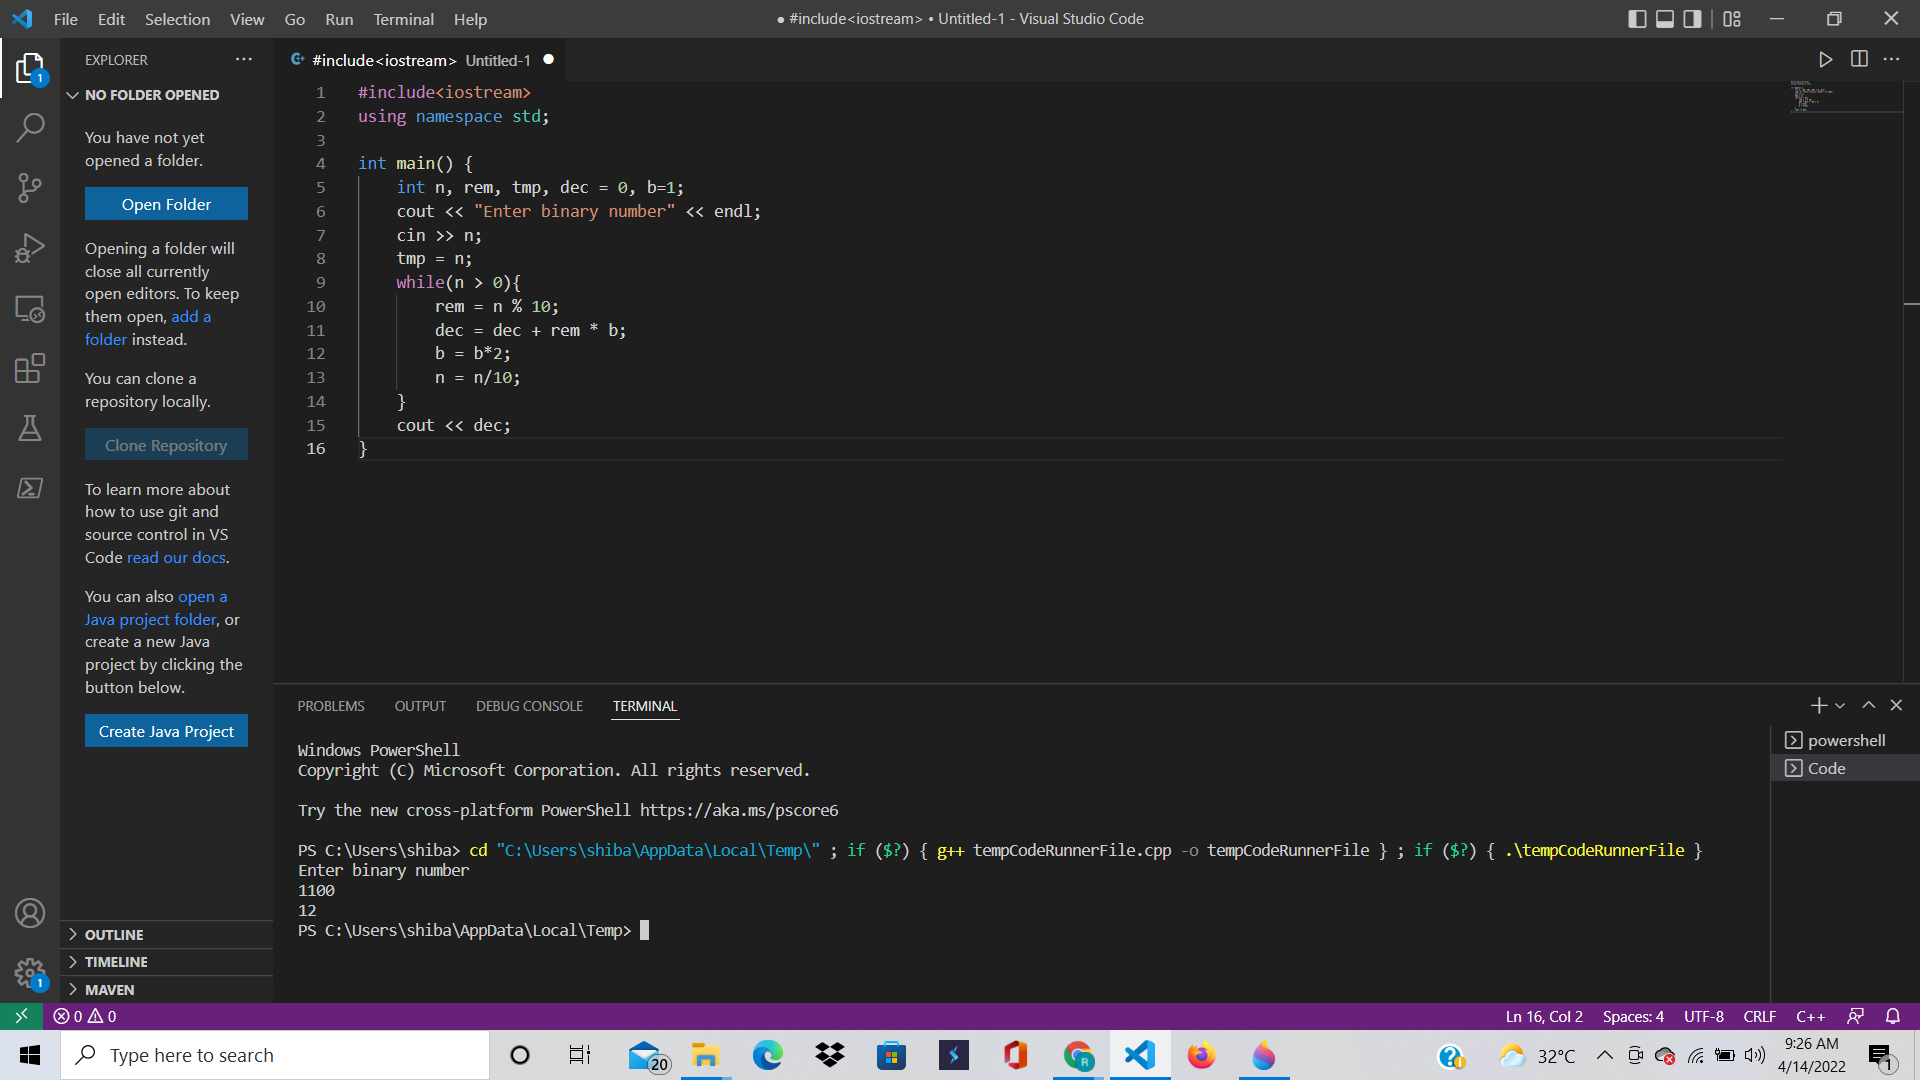 File Edit Selection View Go Run Terminal Help
● #include<iostream> • Untitled-1 - Visual Studio Code
EXPLORER
NO FOLDER OPENED
You have not yet
opened a folder.
Open Folder
Opening a folder will
close all currently
open editors. To keep
them open, add a
folder instead.
You can clone a
repository locally.
Clone Repository
To learn more about
how to use git and
source control in VS
Code read our docs.
You can also open a
Java project folder, or
create a new Java
project by clicking the
button below.
Create Java Project
OUTLINE
TIMELINE
MAVEN
1
1
#include<iostream> Untitled-1
1 #include<iostream>
2 using namespace std;
3
4 int main() {
5     int n, rem, tmp, dec = 0, b=1;
6     cout << "Enter binary number" << endl;
7     cin >> n;
8     tmp = n;
9     while(n > 0){
10         rem = n % 10;
11         dec = dec + rem * b;
12         b = b*2;
13         n = n/10;
14     }
15     cout << dec;
16 }
PROBLEMS OUTPUT DEBUG CONSOLE TERMINAL
Windows PowerShell
Copyright (C) Microsoft Corporation. All rights reserved.
Try the new cross-platform PowerShell https://aka.ms/pscore6
PS C:\Users\shiba> cd "C:\Users\shiba\AppData\Local\Temp\" ; if ($?) { g++ tempCodeRunnerFile.cpp -o tempCodeRunnerFile } ; if ($?) { .\tempCodeRunnerFile }
Enter binary number
1100
12
PS C:\Users\shiba\AppData\Local\Temp>
powershell
Code
0 0
Ln 16, Col 2 Spaces: 4 UTF-8 CRLF C++
Type here to search
20
32°C
9:26 AM
4/14/2022
1